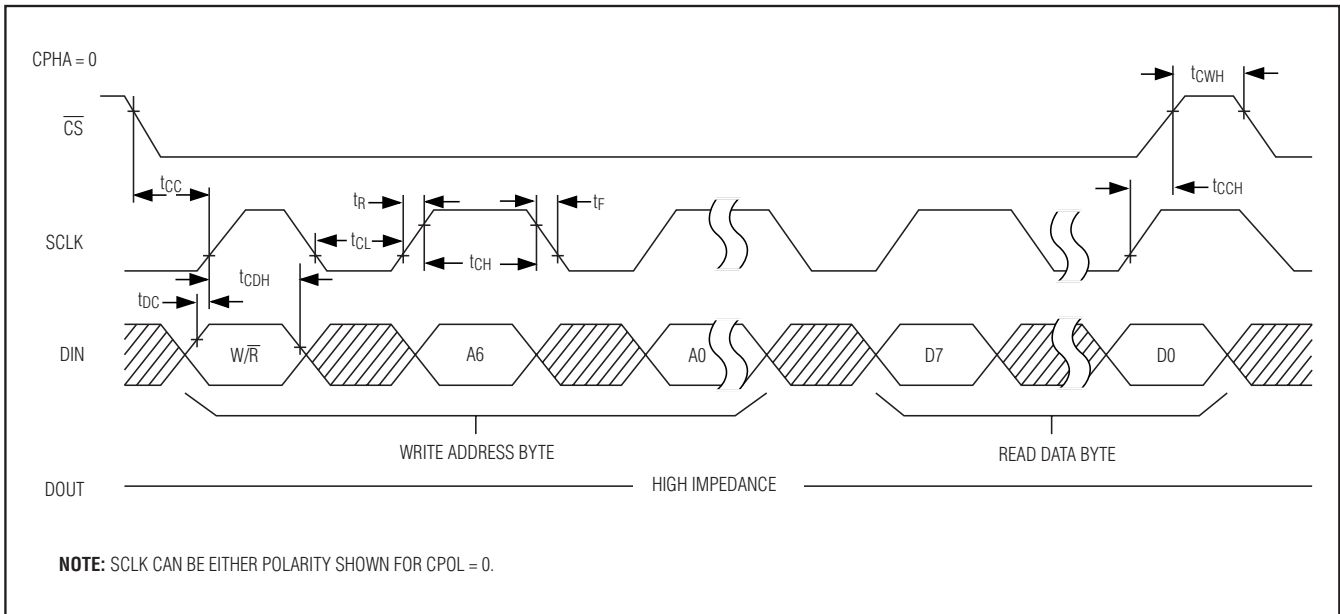 CPHA = 0
tCWH
CS
tCC
tCCH
tR
tF
SCLK
tCL
tCH
tCDH
tDC
DIN
W/R
A6
A0
D7
D0
WRITE ADDRESS BYTE
READ DATA BYTE
DOUT
HIGH IMPEDANCE
NOTE: SCLK CAN BE EITHER POLARITY SHOWN FOR CPOL = 0.